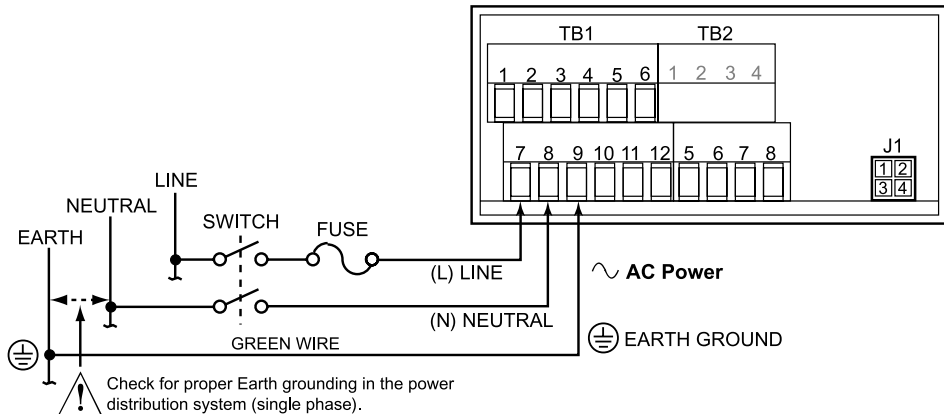 TB1 TB2
1 2 3 4 5 6 1 2 3 4
7 8 9 10 11 12 5 6 7 8
J1
1 2
3 4
LINE
NEUTRAL
EARTH
SWITCH
FUSE
(L) LINE
AC Power
(N) NEUTRAL
GREEN WIRE
EARTH GROUND
!
Check for proper Earth grounding in the power
distribution system (single phase).